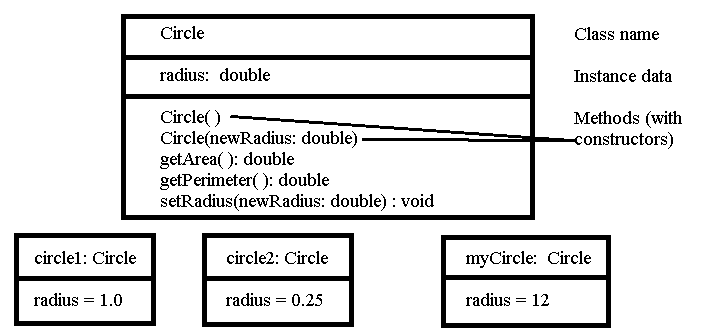 Circle Class name
radius: double Instance data
Circle( ) Methods (with
Circle(newRadius: double) constructors)
getArea( ): double
getPerimeter( ): double
setRadius(newRadius: double) : void
circle1: Circle circle2: Circle myCircle: Circle
radius = 1.0 radius = 0.25 radius = 12